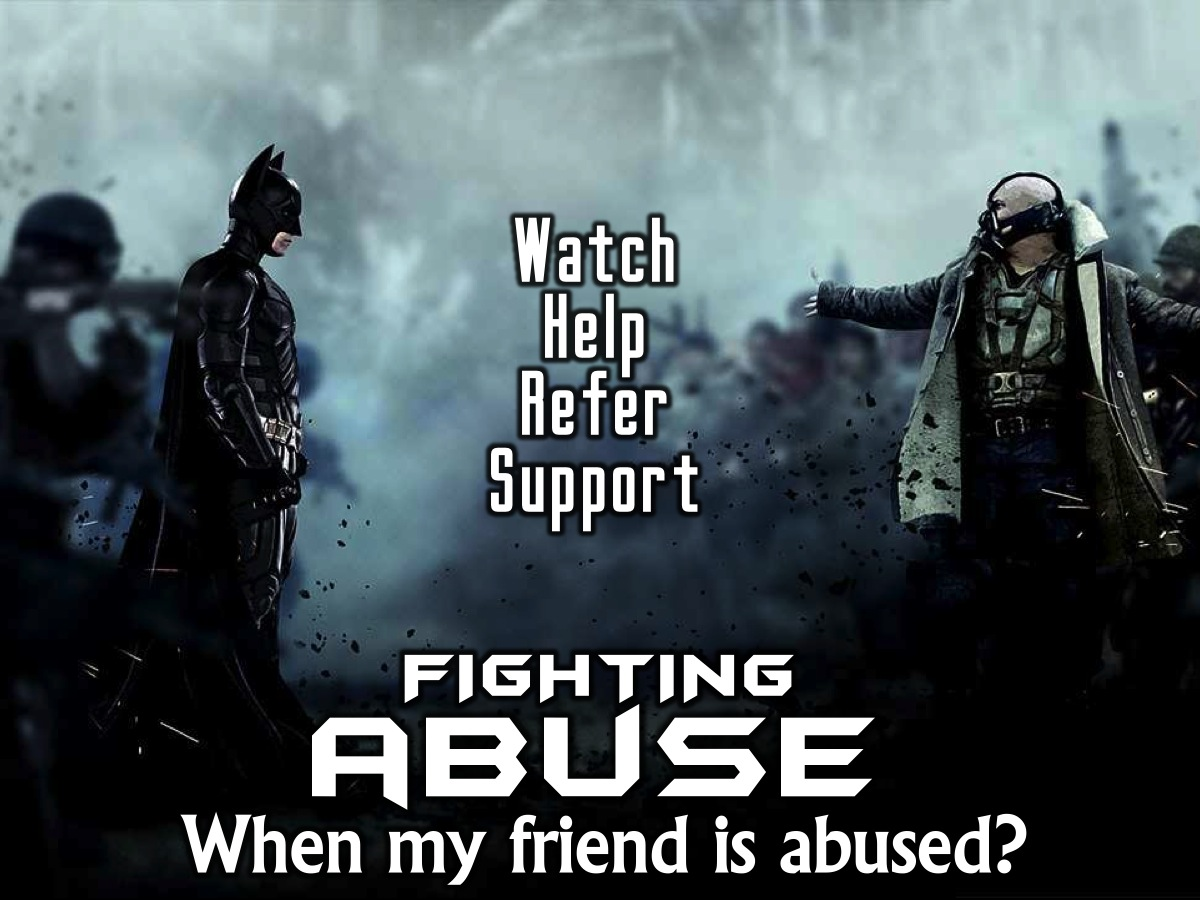 Watch
Help
Refer
Support
FIGHTING
ABUSE
When my friend is abused?